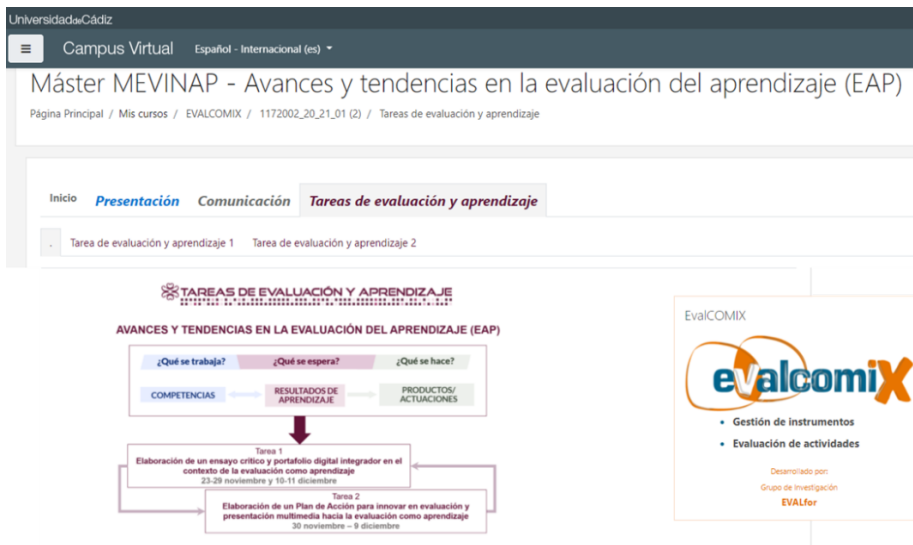 UniversidaddeCádiz
Campus Virtual Español - Internacional (es)
Máster MEVINAP - Avances y tendencias en la evaluación del aprendizaje (EAP)
Página Principal / Mis cursos / EVALCOMIX / 1172002_20_21_01 (2) / Tareas de evaluación y aprendizaje
Inicio Presentación Comunicación Tareas de evaluación y aprendizaje
. Tarea de evaluación y aprendizaje 1 Tarea de evaluación y aprendizaje 2
TAREAS DE EVALUACIÓN Y APRENDIZAJE
AVANCES Y TENDENCIAS EN LA EVALUACIÓN DEL APRENDIZAJE (EAP)
¿Qué se trabaja? ¿Qué se espera? ¿Qué se hace?
COMPETENCIAS
RESULTADOS DE
APRENDIZAJE
PRODUCTOS/
ACTUACIONES
Tarea 1
Elaboración de un ensayo crítico y portafolio digital integrador en el
contexto de la evaluación como aprendizaje
23-29 noviembre y 10-11 diciembre
Tarea 2
Elaboración de un Plan de Acción para innovar en evaluación y
presentación multimedia hacia la evaluación como aprendizaje
30 noviembre – 9 diciembre
EvalCOMIX
evalcomix
• Gestión de instrumentos
• Evaluación de actividades
Desarrollado por:
Grupo de Investigación
EVALfor